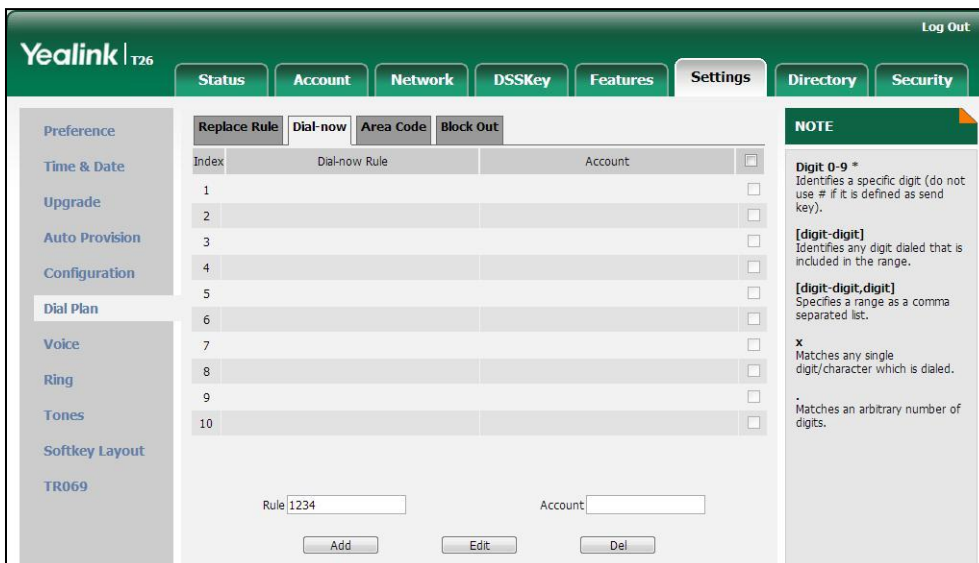 Log Out
Yealink T26
Status Account Network DSSKey Features Settings Directory Security
Preference
Time & Date
Upgrade
Auto Provision
Configuration
Dial Plan
Voice
Ring
Tones
Softkey Layout
TR069
Replace Rule Dial-now Area Code Block Out
Index Dial-now Rule Account
1
2
3
4
5
6
7
8
9
10
Rule 1234 Account
Add Edit Del
NOTE
Digit 0-9 *
Identifies a specific digit (do not
use # if it is defined as send
key).
[digit-digit]
Identifies any digit dialed that is
included in the range.
[digit-digit,digit]
Specifies a range as a comma
separated list.
x
Matches any single
digit/character which is dialed.
.
Matches an arbitrary number of
digits.